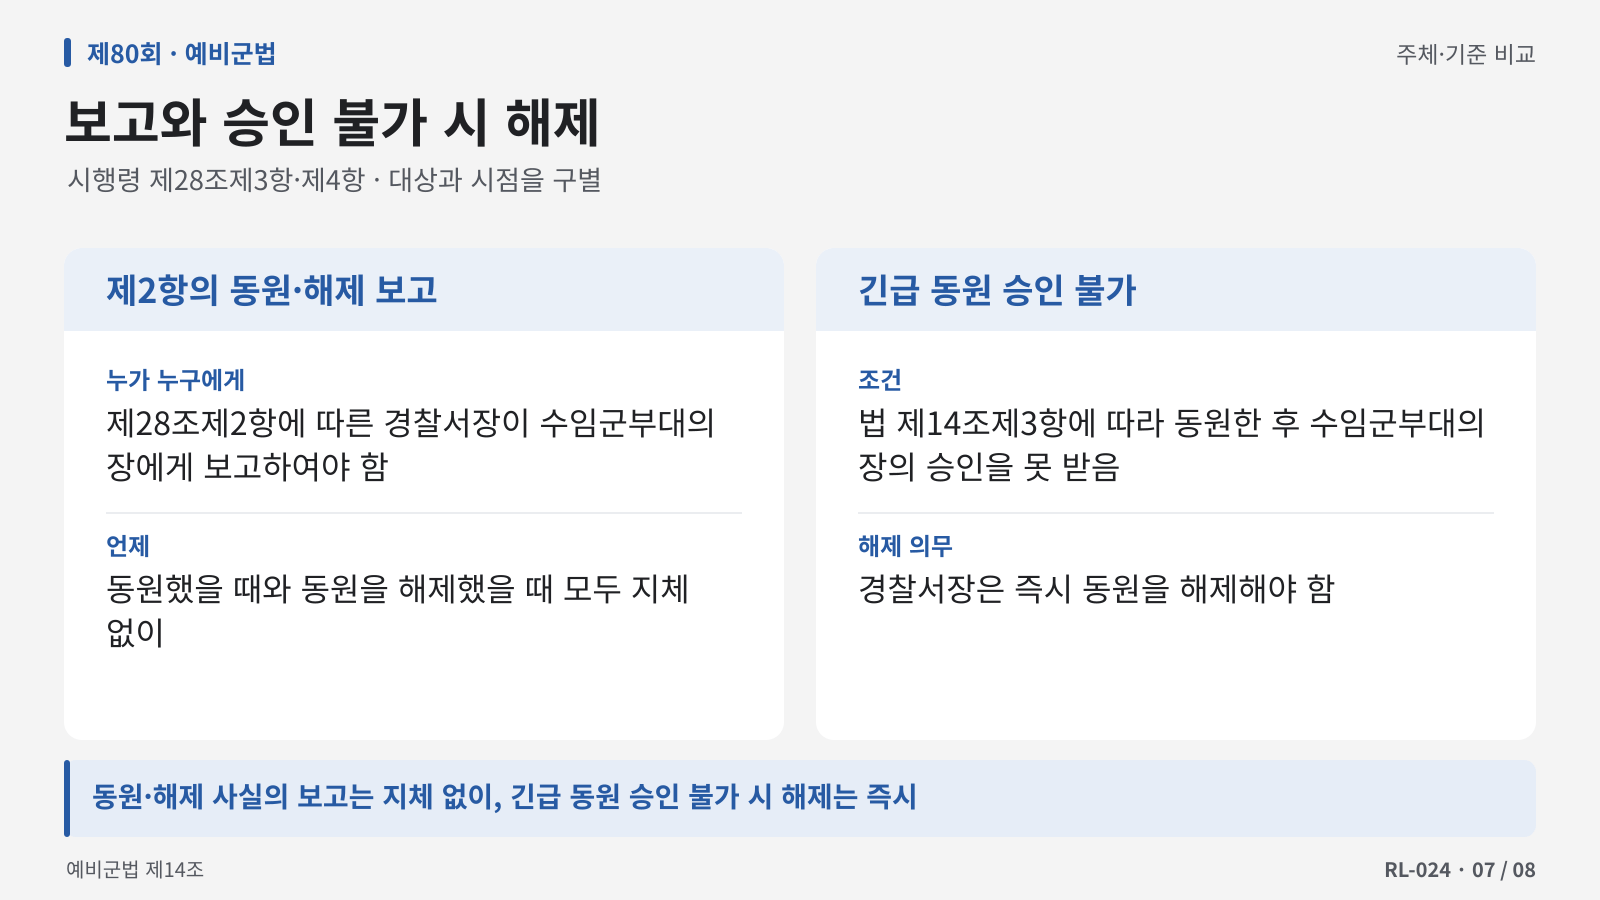 제80회 · 예비군법
주체·기준 비교
보고와 승인 불가 시 해제
시행령 제28조제3항·제4항 · 대상과 시점을 구별
제2항의 동원·해제 보고
누가 누구에게
제28조제2항에 따른 경찰서장이 수임군부대의
장에게 보고하여야 함
언제
동원했을 때와 동원을 해제했을 때 모두 지체
없이
긴급 동원 승인 불가
조건
법 제14조제3항에 따라 동원한 후 수임군부대의
장의 승인을 못 받음
해제 의무
경찰서장은 즉시 동원을 해제해야 함
동원·해제 사실의 보고는 지체 없이, 긴급 동원 승인 불가 시 해제는 즉시
예비군법 제14조
RL-024 · 07 / 08